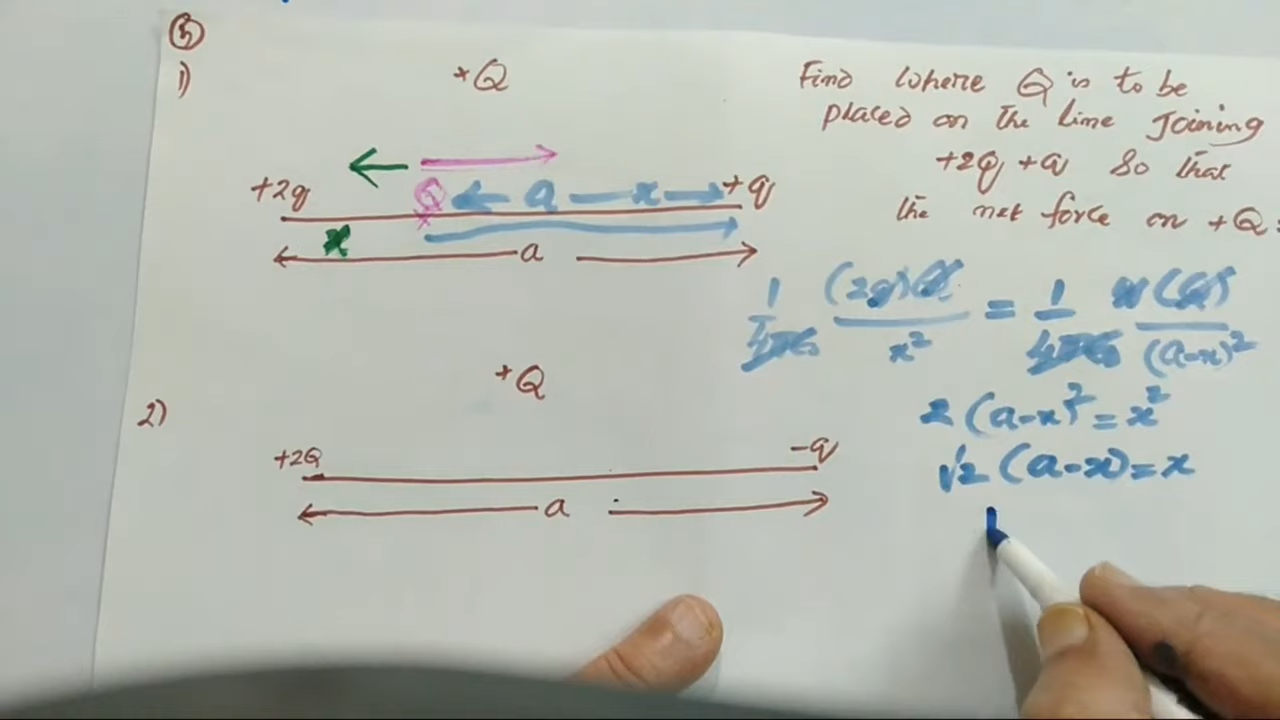 5
1)
+Q
+2q Q a - x +q
x
a
Find where Q is to be
placed on the line Joining
+2q +q So that
the net force on +Q =
1/4πε₀ (2q)Q/x² = 1/4πε₀ q(Q)/(a-x)²
2 (a-x)² = x²
√2 (a-x) = x
2)
+Q
+2Q -q
a